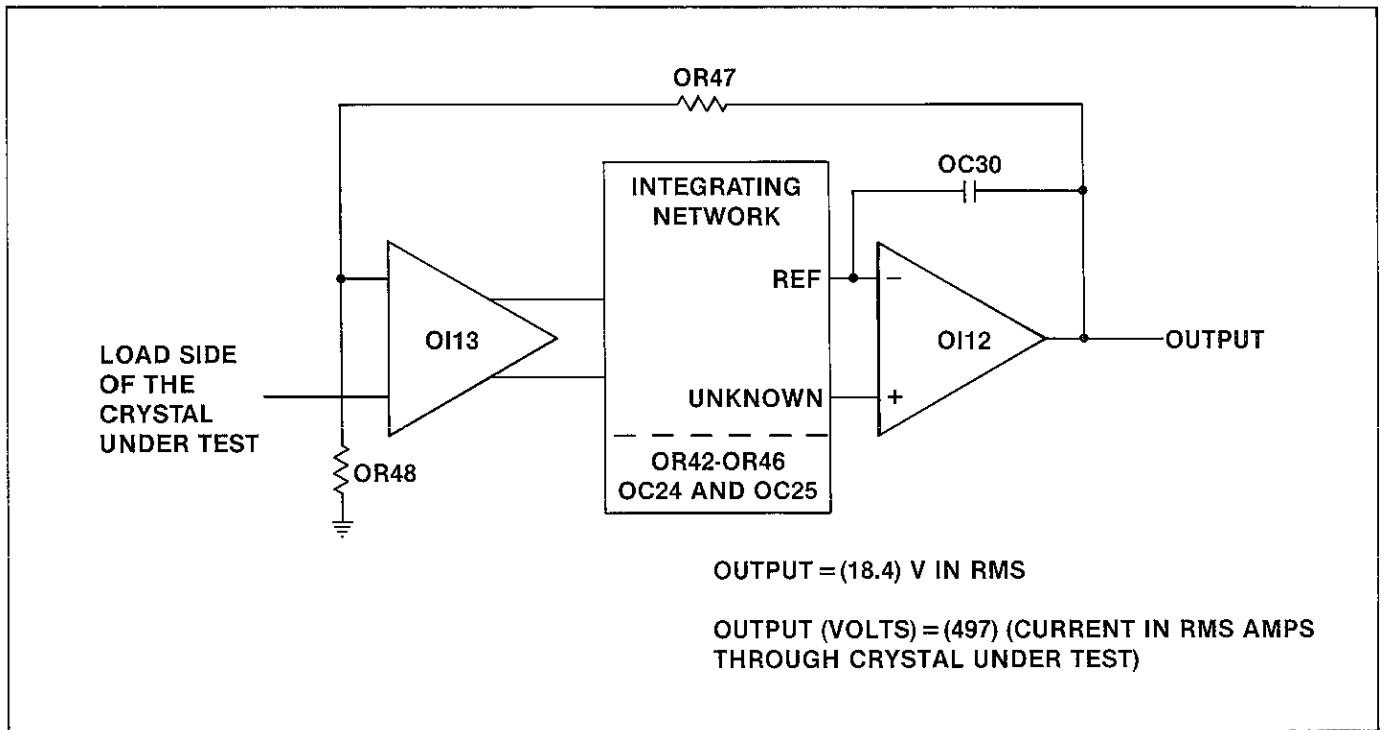 OR47
OC30
INTEGRATING
NETWORK
REF
−
OI13
OI12
OUTPUT
LOAD SIDE
OF THE
CRYSTAL
UNDER TEST
UNKNOWN
+
OR48
OR42-OR46
OC24 AND OC25
OUTPUT = (18.4) V IN RMS
OUTPUT (VOLTS) = (497) (CURRENT IN RMS AMPS
THROUGH CRYSTAL UNDER TEST)